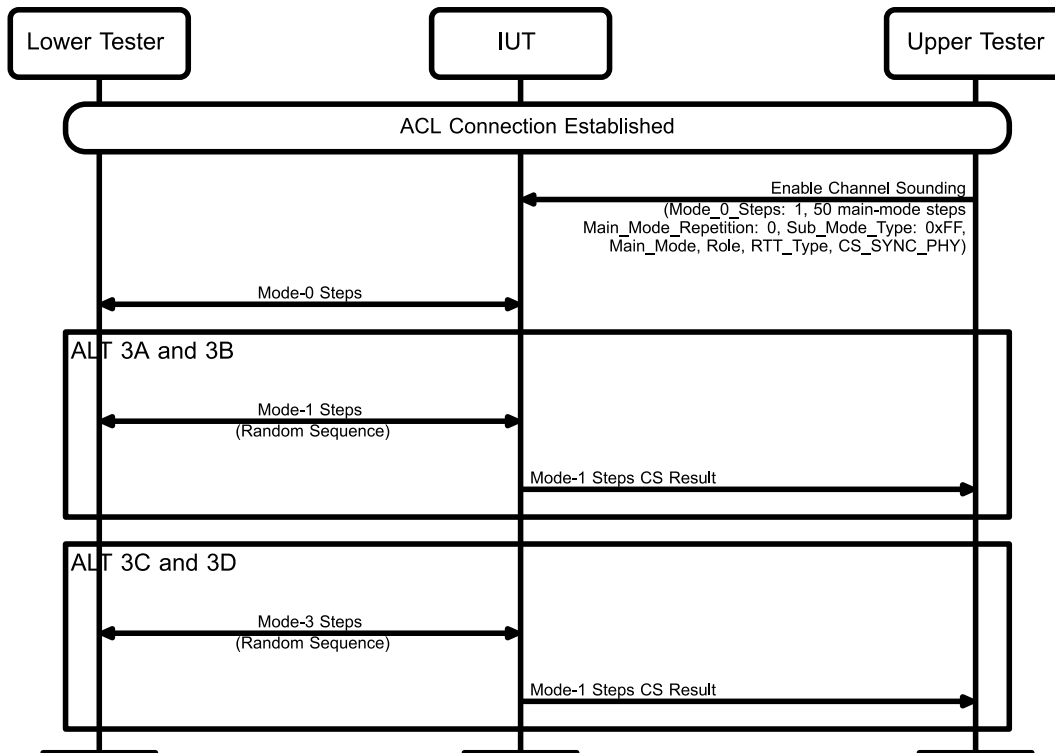 Lower Tester
IUT
Upper Tester
ACL Connection Established
Enable Channel Sounding
(Mode_0_Steps: 1, 50 main-mode steps
Main_Mode_Repetition: 0, Sub_Mode_Type: 0xFF,
Main_Mode, Role, RTT_Type, CS_SYNC_PHY)
Mode-0 Steps
ALT 3A and 3B
Mode-1 Steps
(Random Sequence)
Mode-1 Steps CS Result
ALT 3C and 3D
Mode-3 Steps
(Random Sequence)
Mode-1 Steps CS Result